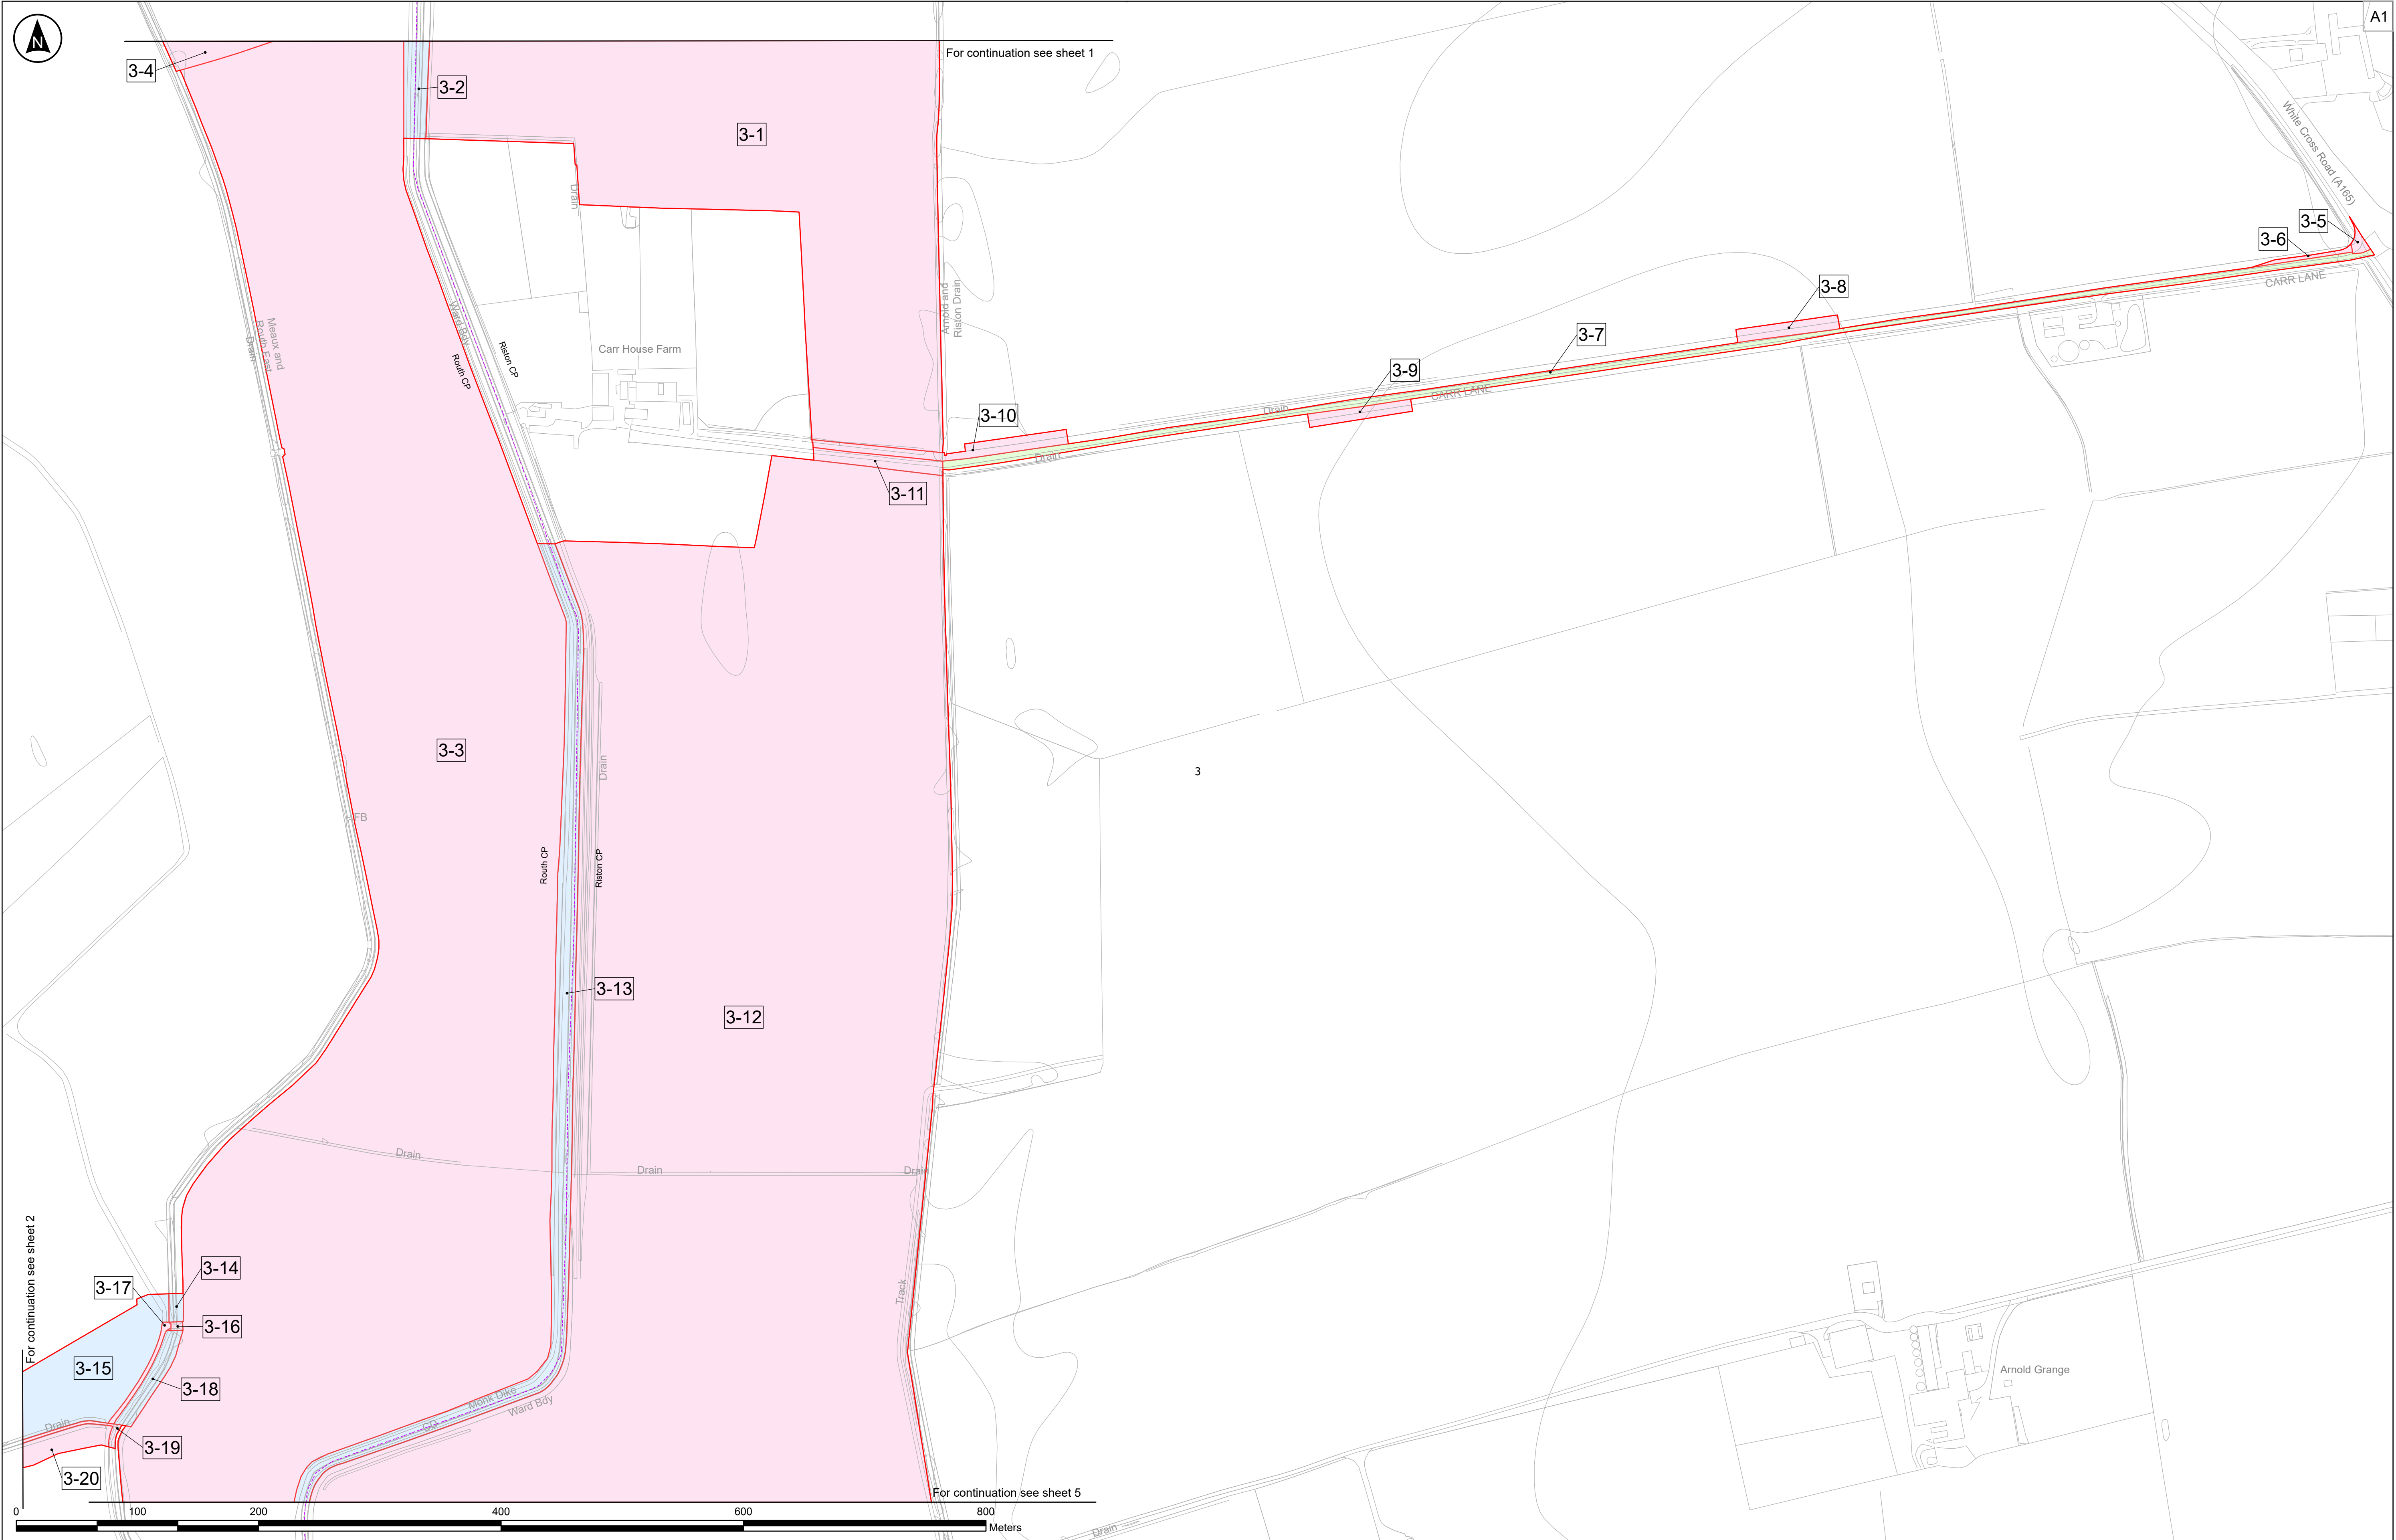 A1
N
For continuation see sheet 1
3-4
3-2
3-1
White Cross Road (A165)
Drain
3-5
3-6
CARR LANE
3-8
Arnold and
Riston Drain
Ward Bdy
Meaux and
Routh East
Drain
Carr House Farm
Riston CP
Routh CP
3-7
3-9
CARR LANE
Drain
3-10
Drain
3-11
3-3
Drain
3
FB
Routh CP
Riston CP
3-13
3-12
Drain
Drain
Drain
For continuation see sheet 2
3-14
3-17
Track
3-16
3-15
3-18
Arnold Grange
Monk Dike
Ward Bdy
CD
Drain
3-19
3-20
For continuation see sheet 5
0
100
200
400
600
800
Meters
Drain